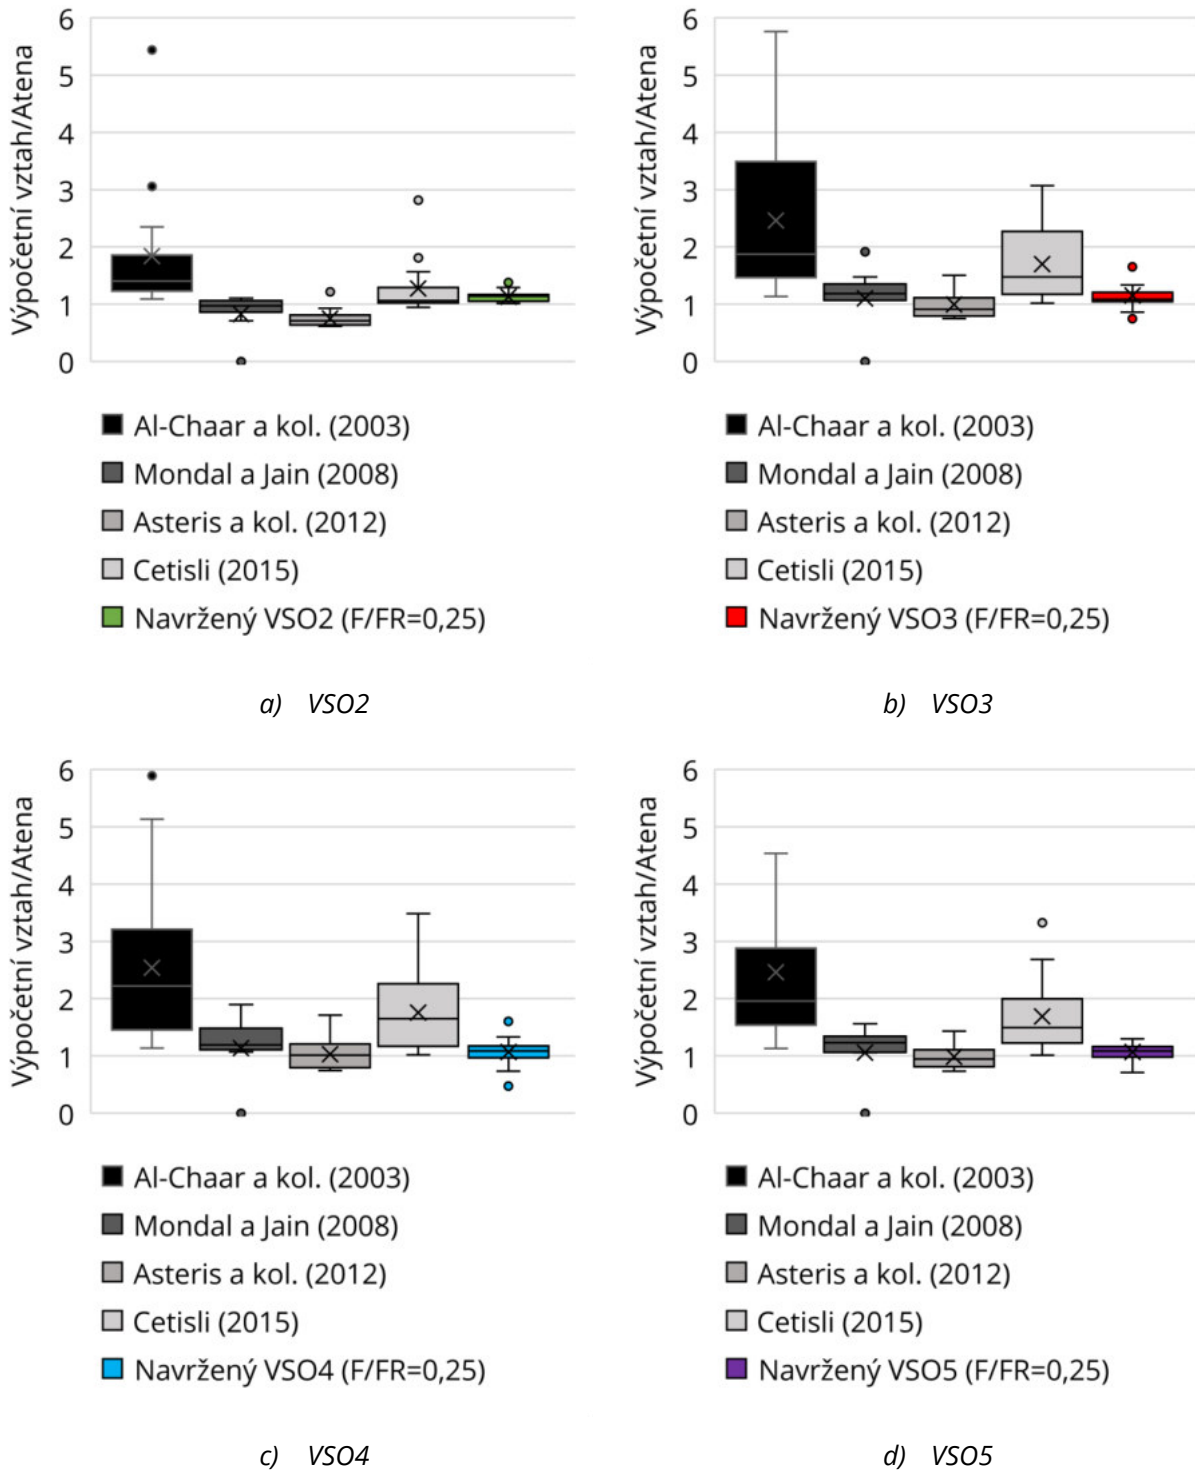 Výpočetní vztah/Atena
6
5
4
3
2
1
0
Al-Chaar a kol. (2003)
Mondal a Jain (2008)
Asteris a kol. (2012)
Cetisli (2015)
Navržený VSO2 (F/FR=0,25)
a) VSO2
Výpočetní vztah/Atena
6
5
4
3
2
1
0
Al-Chaar a kol. (2003)
Mondal a Jain (2008)
Asteris a kol. (2012)
Cetisli (2015)
Navržený VSO3 (F/FR=0,25)
b) VSO3
Výpočetní vztah/Atena
6
5
4
3
2
1
0
Al-Chaar a kol. (2003)
Mondal a Jain (2008)
Asteris a kol. (2012)
Cetisli (2015)
Navržený VSO4 (F/FR=0,25)
c) VSO4
Výpočetní vztah/Atena
6
5
4
3
2
1
0
Al-Chaar a kol. (2003)
Mondal a Jain (2008)
Asteris a kol. (2012)
Cetisli (2015)
Navržený VSO5 (F/FR=0,25)
d) VSO5